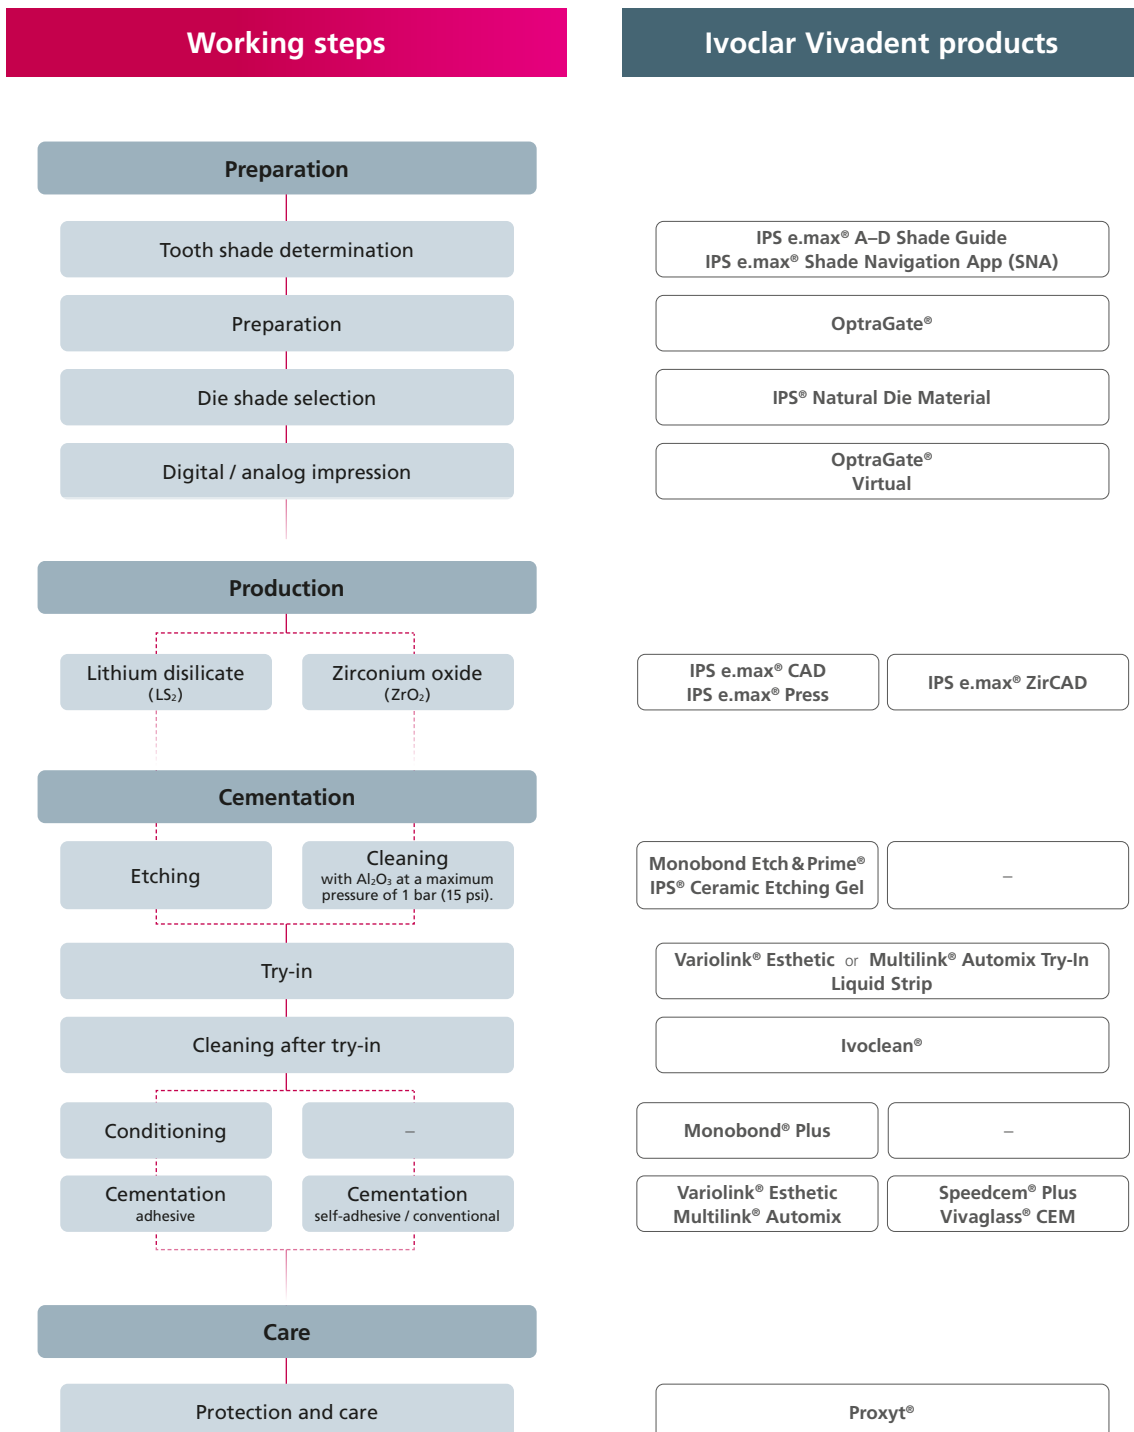 Working steps
Ivoclar Vivadent products
Preparation
Tooth shade determination
IPS e.max® A–D Shade Guide
IPS e.max® Shade Navigation App (SNA)
Preparation
OptraGate®
Die shade selection
IPS® Natural Die Material
Digital / analog impression
OptraGate®
Virtual
Production
Lithium disilicate
(LS₂)
Zirconium oxide
(ZrO₂)
IPS e.max® CAD
IPS e.max® Press
IPS e.max® ZirCAD
Cementation
Etching
Cleaning
with Al₂O₃ at a maximum
pressure of 1 bar (15 psi).
Monobond Etch & Prime®
IPS® Ceramic Etching Gel
–
Try-in
Variolink® Esthetic or Multilink® Automix Try-In
Liquid Strip
Cleaning after try-in
Ivoclean®
Conditioning
–
Monobond® Plus
–
Cementation
adhesive
Cementation
self-adhesive / conventional
Variolink® Esthetic
Multilink® Automix
Speedcem® Plus
Vivaglass® CEM
Care
Protection and care
Proxyt®